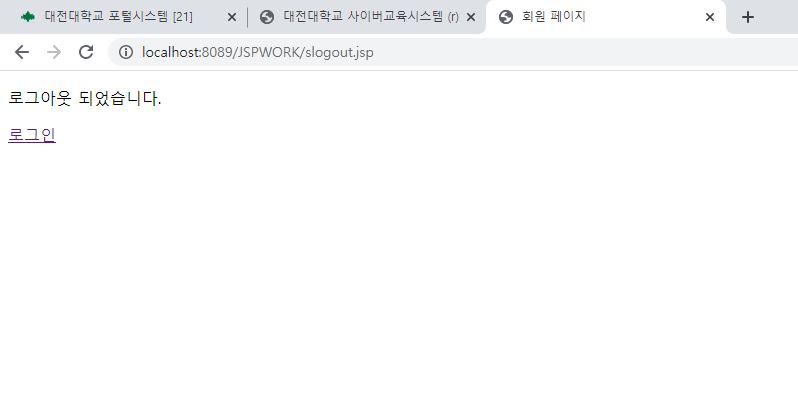 대전대학교 포털시스템 [21]
대전대학교 사이버교육시스템 (r)
회원 페이지
localhost:8089/JSPWORK/slogout.jsp
로그아웃 되었습니다.
로그인